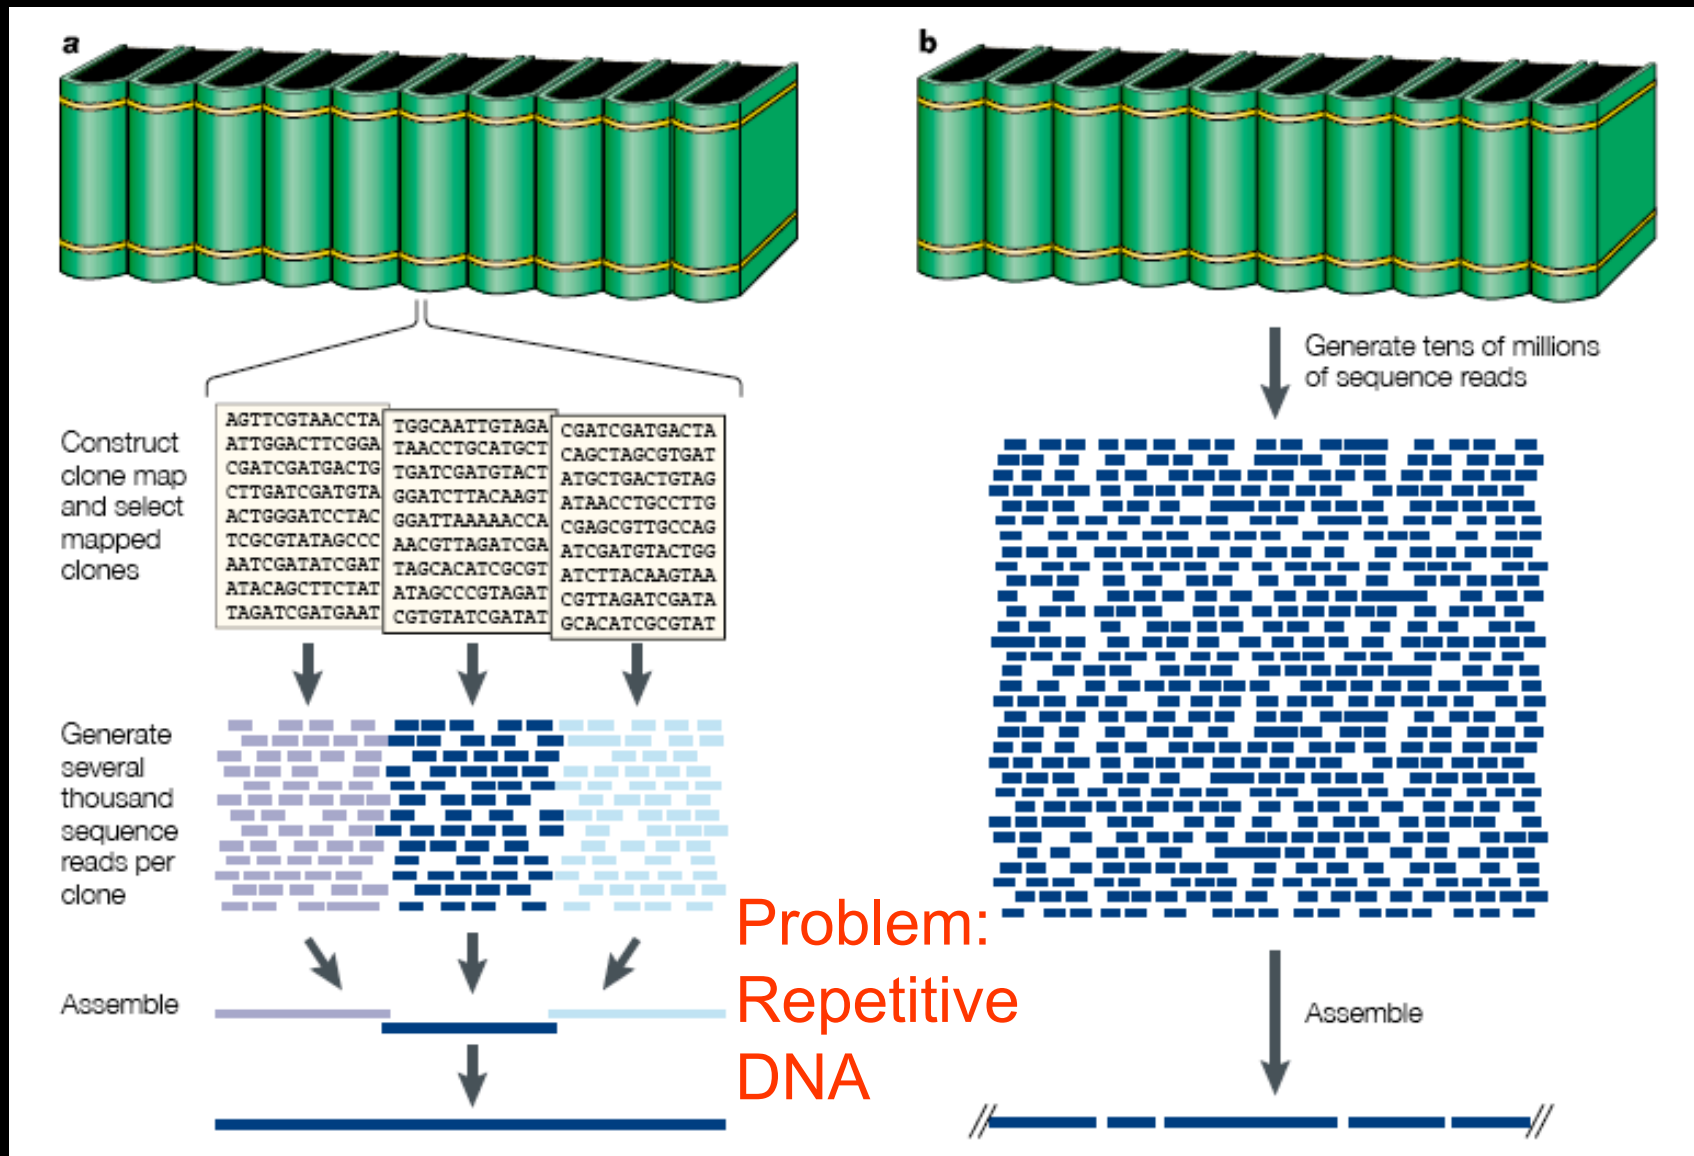 a
Construct
clone map
and select
mapped
clones
AGTTCGTAACCTA
ATTGGACTTCGGA
CGATCGATGACTG
CTTGATCGATGTA
ACTGGGATCCTAC
TCGCGTATAGCCC
AATCGATATCGAT
ATACAGCTTCTAT
TAGATCGATGAAT
TGGCAATTGTAGA
TAACCTGCATGCT
TGATCGATGTACT
GGATCTTACAAGT
GGATTAAAAACCA
AACGTTAGATCGA
TAGCACATCGCGT
ATAGCCCGTAGAT
CGTGTATCGATAT
CGATCGATGACTA
CAGCTAGCGTGAT
ATGCTGACTGTAG
ATAACCTGCCTTG
CGAGCGTTGCCAG
ATCGATGTACTGG
ATCTTACAAGTAA
CGTTAGATCGATA
GCACATCGCGTAT
Generate
several
thousand
sequence
reads per
clone
Assemble
Problem:
Repetitive
DNA
b
Generate tens of millions
of sequence reads
Assemble